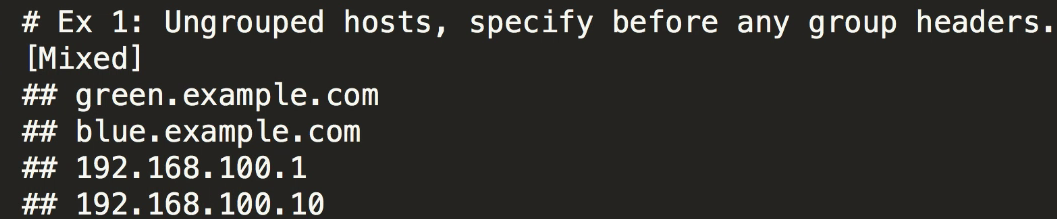 # Ex 1: Ungrouped hosts, specify before any group headers.
[Mixed]
## green.example.com
## blue.example.com
## 192.168.100.1
## 192.168.100.10